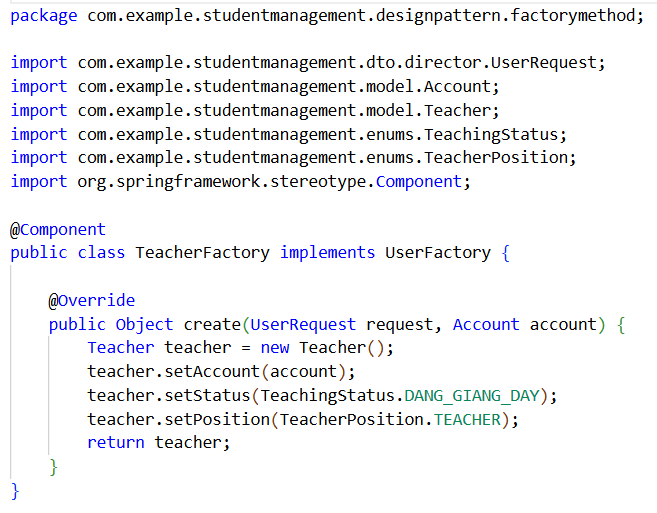 package com.example.studentmanagement.designpattern.factorymethod;

import com.example.studentmanagement.dto.director.UserRequest;
import com.example.studentmanagement.model.Account;
import com.example.studentmanagement.model.Teacher;
import com.example.studentmanagement.enums.TeachingStatus;
import com.example.studentmanagement.enums.TeacherPosition;
import org.springframework.stereotype.Component;

@Component
public class TeacherFactory implements UserFactory {

    @Override
    public Object create(UserRequest request, Account account) {
        Teacher teacher = new Teacher();
        teacher.setAccount(account);
        teacher.setStatus(TeachingStatus.DANG_GIANG_DAY);
        teacher.setPosition(TeacherPosition.TEACHER);
        return teacher;
    }
}